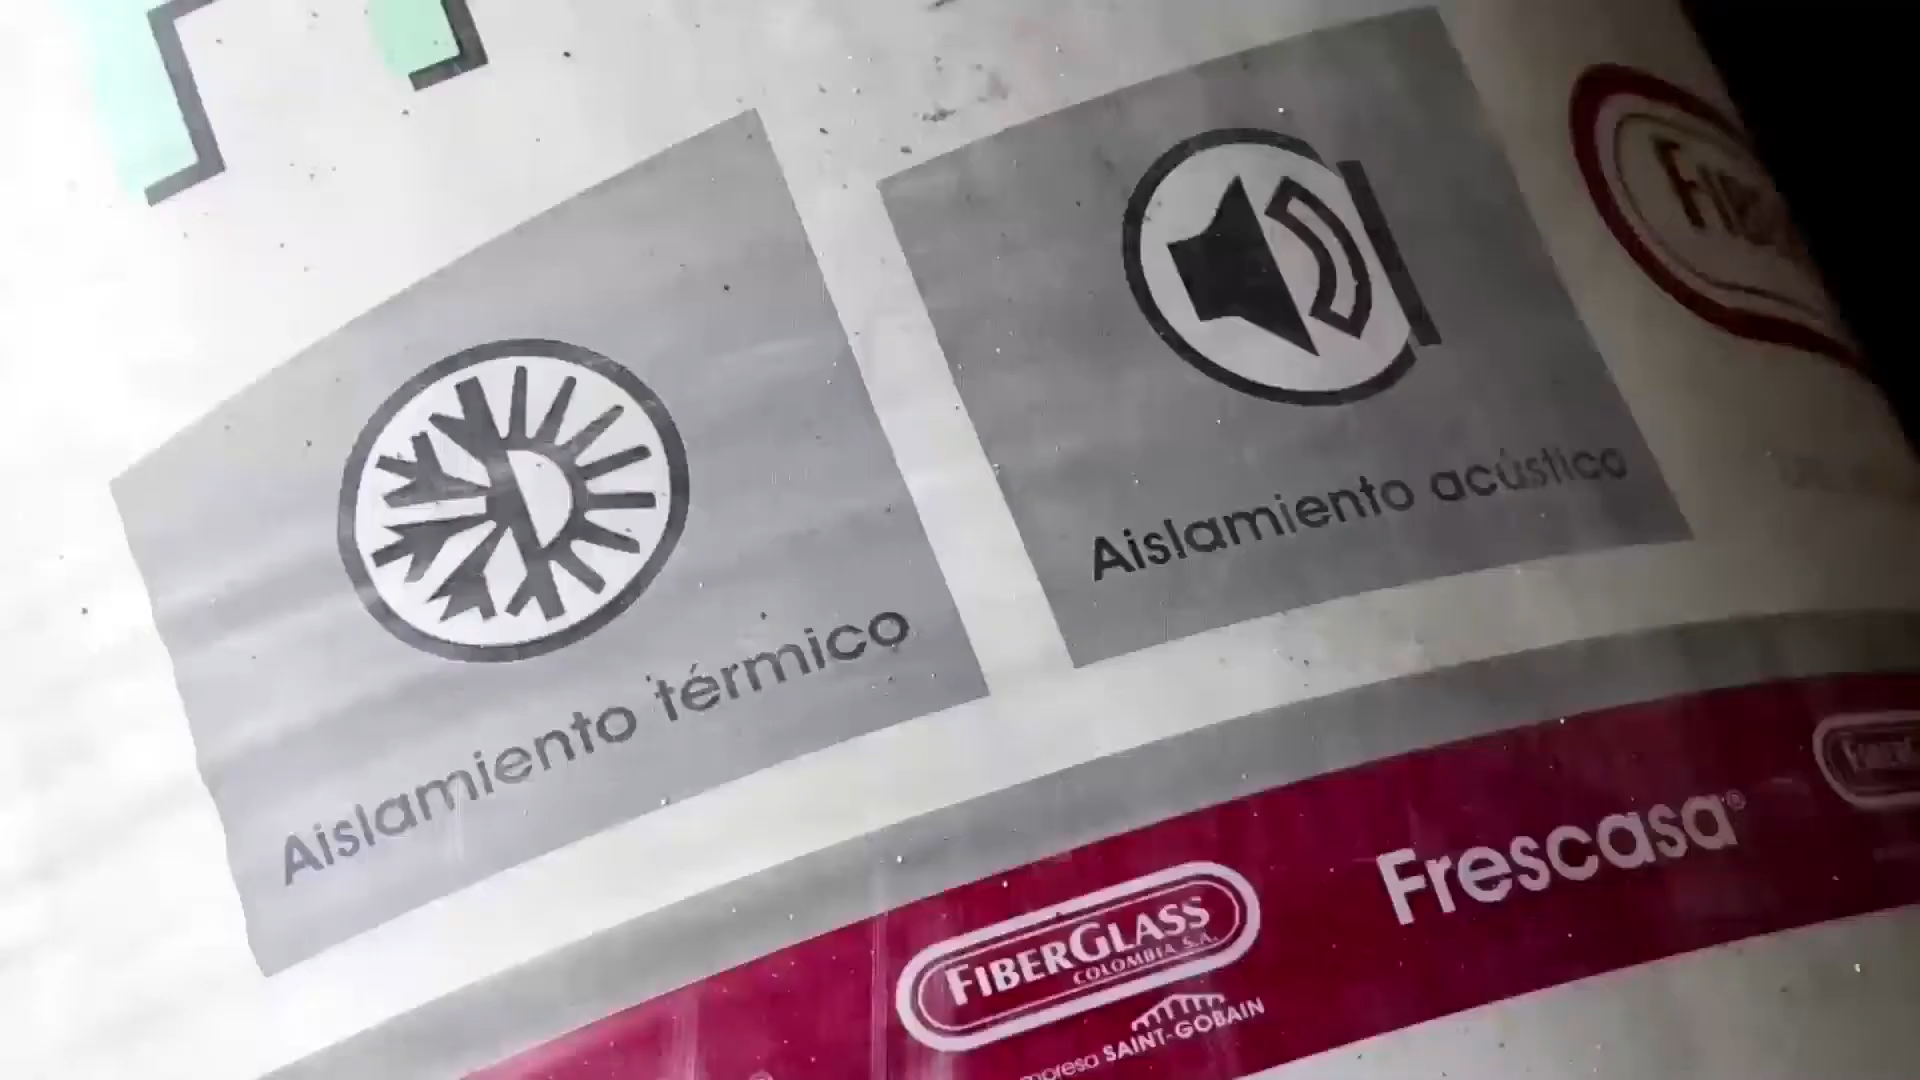 Aislamiento térmico
Aislamiento acústico
FIBERGLASS
COLOMBIA S.A.
SAINT-GOBAIN
Frescasa®